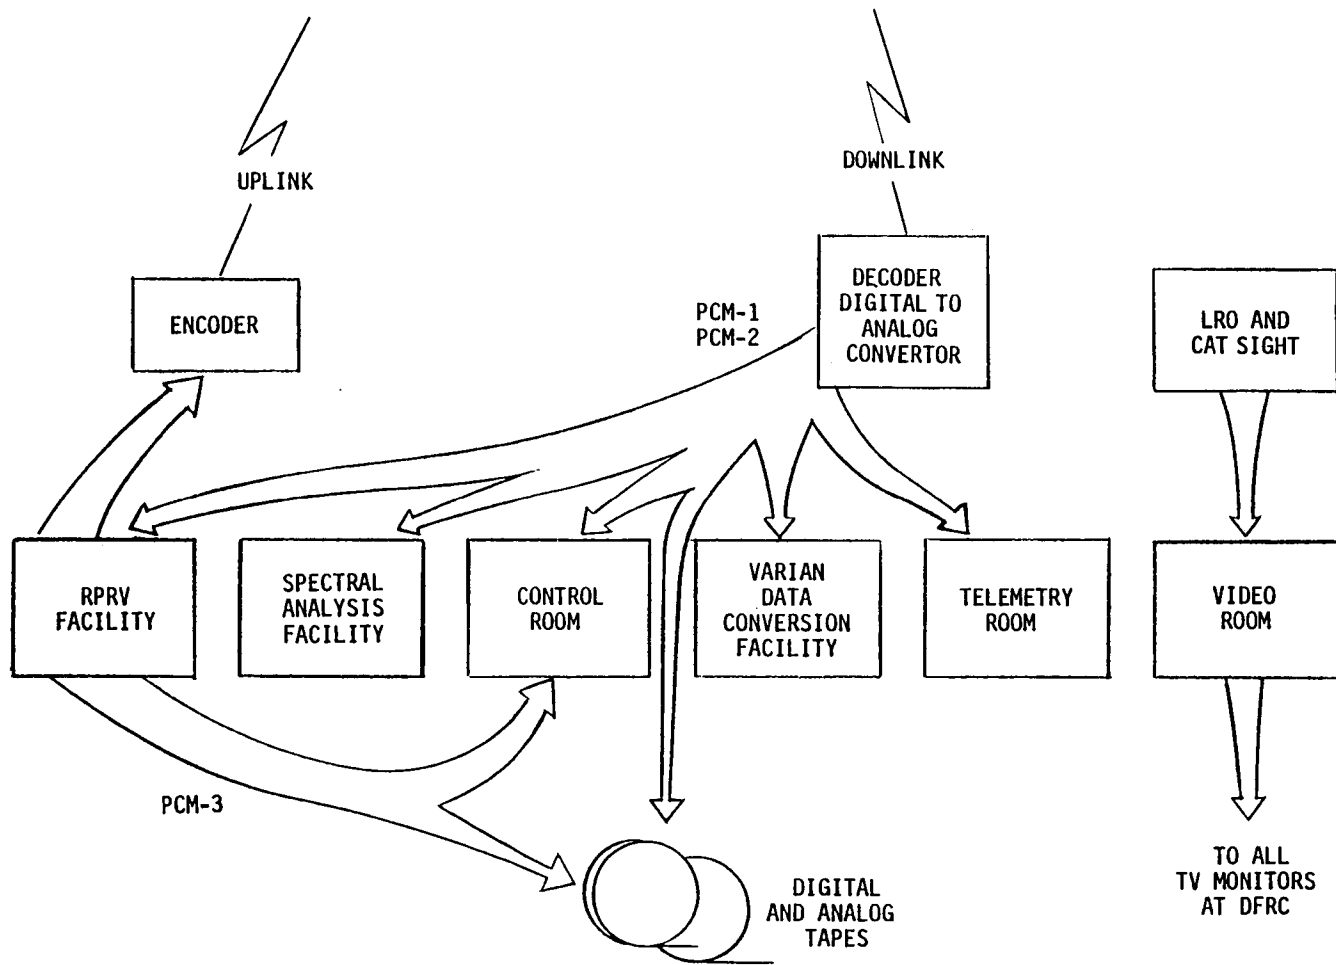 UPLINK
DOWNLINK
ENCODER
PCM-1
PCM-2
DECODER
DIGITAL TO
ANALOG
CONVERTOR
LRO AND
CAT SIGHT
RPRV
FACILITY
SPECTRAL
ANALYSIS
FACILITY
CONTROL
ROOM
VARIAN
DATA
CONVERSION
FACILITY
TELEMETRY
ROOM
VIDEO
ROOM
PCM-3
DIGITAL
AND ANALOG
TAPES
TO ALL
TV MONITORS
AT DFRC